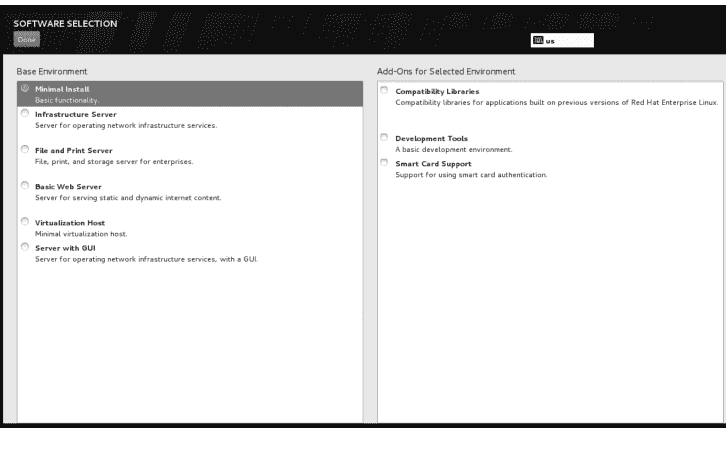 SOFTWARE SELECTION
Done
us
Base Environment
Minimal Install
Basic functionality.
Infrastructure Server
Server for operating network infrastructure services.
File and Print Server
File, print, and storage server for enterprises.
Basic Web Server
Server for serving static and dynamic internet content.
Virtualization Host
Minimal virtualization host.
Server with GUI
Server for operating network infrastructure services, with a GUI.
Add-Ons for Selected Environment
Compatibility Libraries
Compatibility libraries for applications built on previous versions of Red Hat Enterprise Linux.
Development Tools
A basic development environment.
Smart Card Support
Support for using smart card authentication.